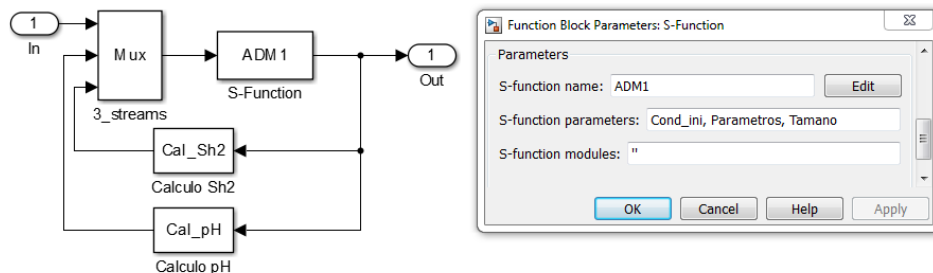 1
In
Mux
3_streams
ADM1
S-Function
1
Out
Cal_Sh2
Calculo Sh2
Cal_pH
Calculo pH
Function Block Parameters: S-Function
Parameters
S-function name: ADM1 Edit
S-function parameters: Cond_ini, Parametros, Tamano
S-function modules: ''
OK Cancel Help Apply